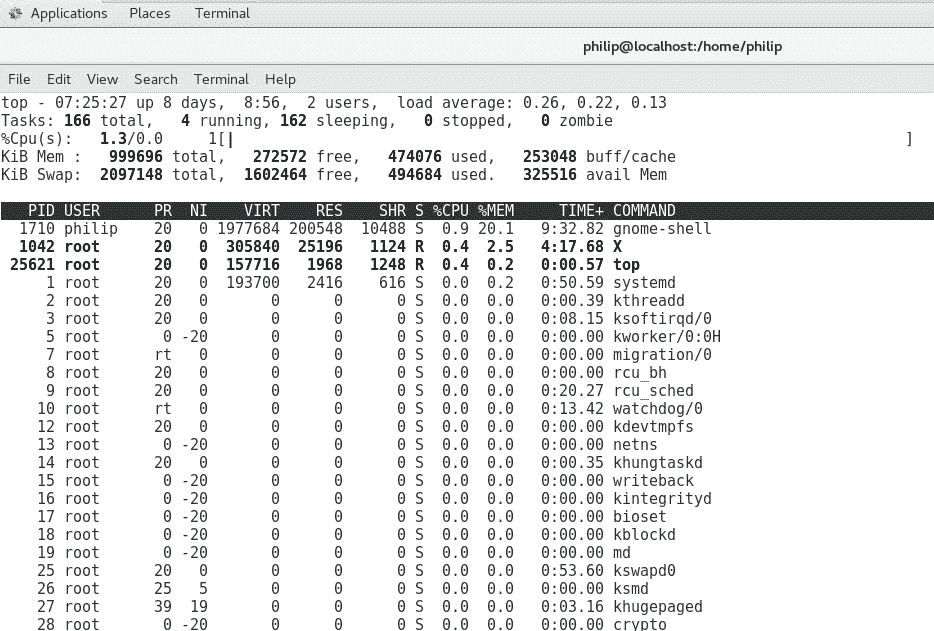 Applications Places Terminal
philip@localhost:/home/philip
File Edit View Search Terminal Help
top - 07:25:27 up 8 days,  8:56,  2 users,  load average: 0.26, 0.22, 0.13
Tasks: 166 total,   4 running, 162 sleeping,   0 stopped,   0 zombie
%Cpu(s):   1.3/0.0     1[|                                                                           ]
KiB Mem :   999696 total,   272572 free,   474076 used,   253048 buff/cache
KiB Swap:  2097148 total,  1602464 free,   494684 used.   325516 avail Mem
PID USER      PR  NI    VIRT    RES    SHR S %CPU %MEM     TIME+ COMMAND
1710 philip    20   0 1977684 200548  10488 S  0.9 20.1   9:32.82 gnome-shell
1042 root      20   0  305840  25196   1124 R  0.4  2.5   4:17.68 X
25621 root      20   0  157716   1968   1248 R  0.4  0.2   0:00.57 top
1 root      20   0  193700   2416    616 S  0.0  0.2   0:50.59 systemd
2 root      20   0       0      0      0 S  0.0  0.0   0:00.39 kthreadd
3 root      20   0       0      0      0 S  0.0  0.0   0:08.15 ksoftirqd/0
5 root       0 -20       0      0      0 S  0.0  0.0   0:00.00 kworker/0:0H
7 root      rt   0       0      0      0 S  0.0  0.0   0:00.00 migration/0
8 root      20   0       0      0      0 S  0.0  0.0   0:00.00 rcu_bh
9 root      20   0       0      0      0 S  0.0  0.0   0:20.27 rcu_sched
10 root      rt   0       0      0      0 S  0.0  0.0   0:13.42 watchdog/0
12 root      20   0       0      0      0 S  0.0  0.0   0:00.00 kdevtmpfs
13 root       0 -20       0      0      0 S  0.0  0.0   0:00.00 netns
14 root      20   0       0      0      0 S  0.0  0.0   0:00.35 khungtaskd
15 root       0 -20       0      0      0 S  0.0  0.0   0:00.00 writeback
16 root       0 -20       0      0      0 S  0.0  0.0   0:00.00 kintegrityd
17 root       0 -20       0      0      0 S  0.0  0.0   0:00.00 bioset
18 root       0 -20       0      0      0 S  0.0  0.0   0:00.00 kblockd
19 root       0 -20       0      0      0 S  0.0  0.0   0:00.00 md
25 root      20   0       0      0      0 S  0.0  0.0   0:53.60 kswapd0
26 root      25   5       0      0      0 S  0.0  0.0   0:00.00 ksmd
27 root      39  19       0      0      0 S  0.0  0.0   0:03.16 khugepaged
28 root       0 -20       0      0      0 S  0.0  0.0   0:00.00 crypto